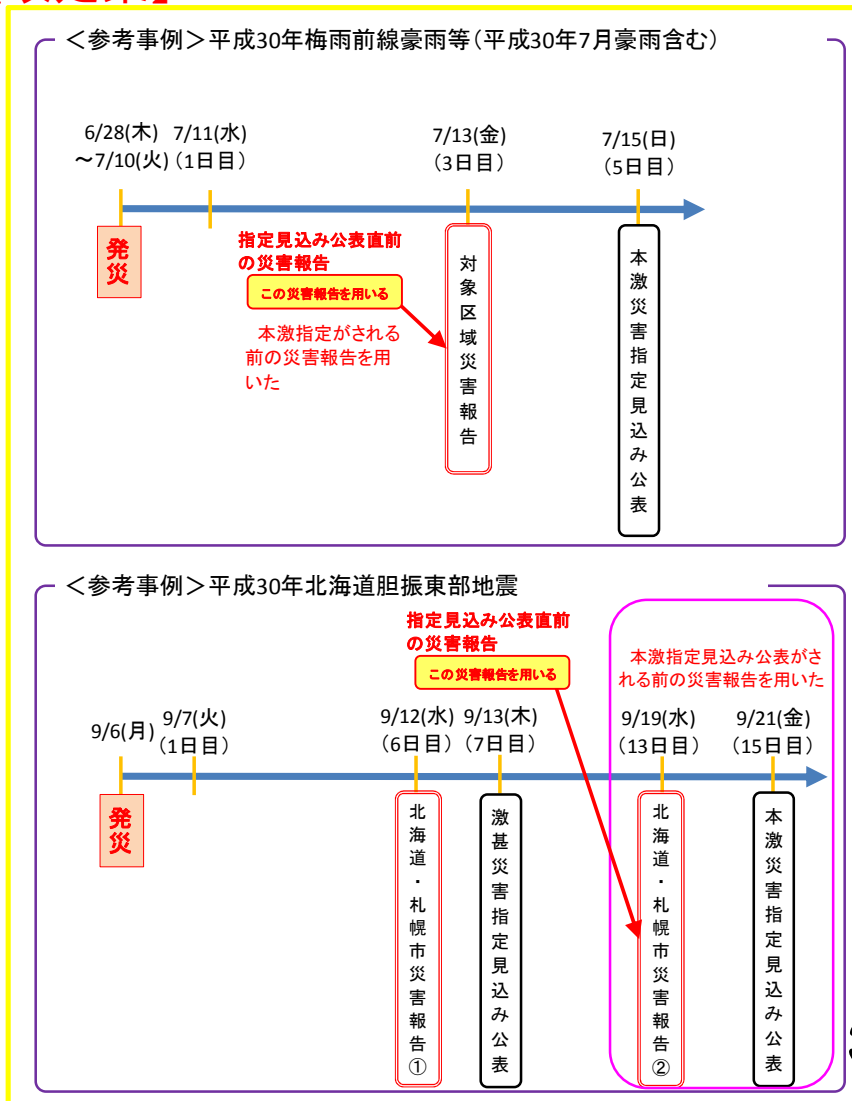 ＜参考事例＞平成30年梅雨前線豪雨等(平成30年7月豪雨含む)
6/28(木)
～7/10(火)
7/11(水)
(1日目)
7/13(金)
(3日目)
7/15(日)
(5日目)
発災
指定見込み公表直前
の災害報告
この災害報告を用いる
本激指定がされる
前の災害報告を用
いた
対象区域災害報告
本激災害指定見込み公表
＜参考事例＞平成30年北海道胆振東部地震
指定見込み公表直前
の災害報告
この災害報告を用いる
本激指定見込み公表がさ
れる前の災害報告を用いた
9/6(月)
9/7(火)
(1日目)
9/12(水)
(6日目)
9/13(木)
(7日目)
9/19(水)
(13日目)
9/21(金)
(15日目)
発災
北海道・札幌市災害報告①
激甚災害指定見込み公表
北海道・札幌市災害報告②
本激災害指定見込み公表